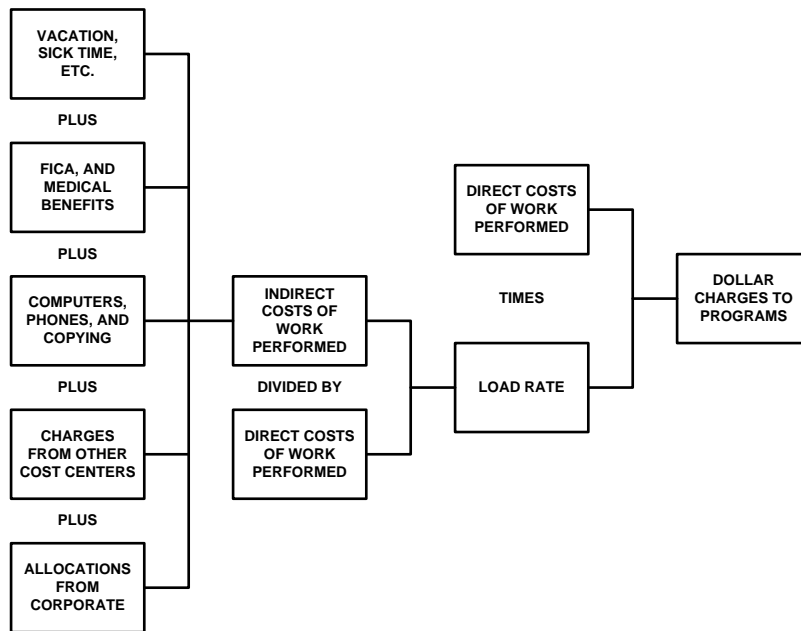 VACATION,
SICK TIME,
ETC.
PLUS
FICA, AND
MEDICAL
BENEFITS
PLUS
COMPUTERS,
PHONES, AND
COPYING
PLUS
CHARGES
FROM OTHER
COST CENTERS
PLUS
ALLOCATIONS
FROM
CORPORATE
INDIRECT
COSTS OF
WORK
PERFORMED
DIVIDED BY
DIRECT COSTS
OF WORK
PERFORMED
DIRECT COSTS
OF WORK
PERFORMED
TIMES
LOAD RATE
DOLLAR
CHARGES TO
PROGRAMS